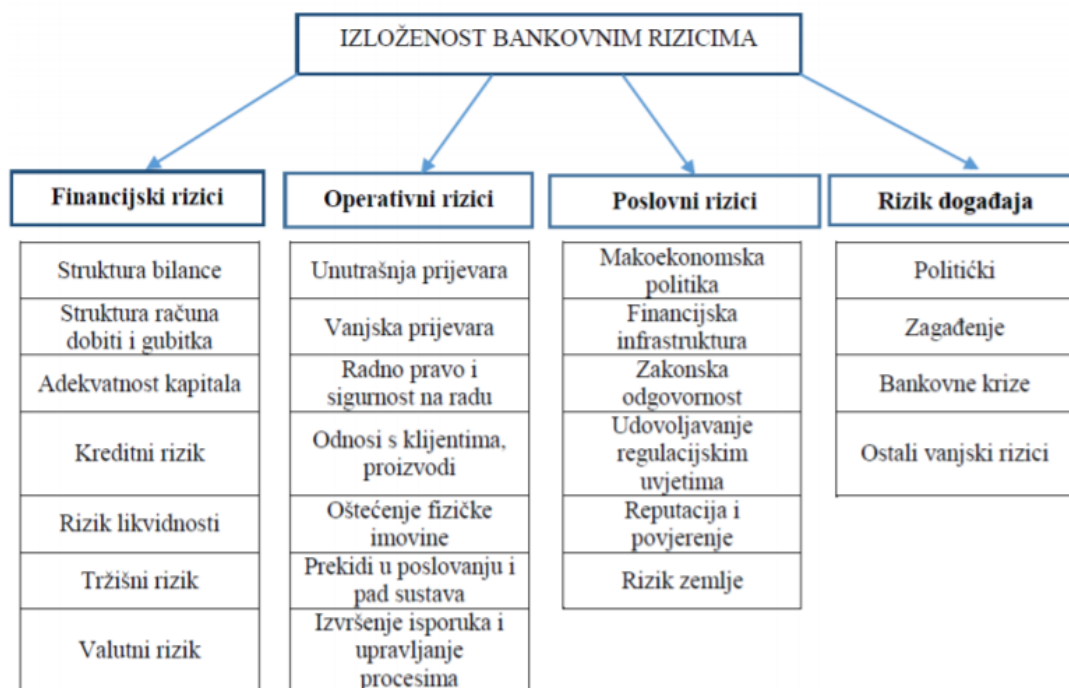 IZLOŽENOST BANKOVNIM RIZICIMA
Financijski rizici
Struktura bilance
Struktura računa
dobiti i gubitka
Adekvatnost kapitala
Kreditni rizik
Rizik likvidnosti
Tržišni rizik
Valutni rizik
Operativni rizici
Unutrašnja prijevara
Vanjska prijevara
Radno pravo i
sigurnost na radu
Odnosi s klijentima,
proizvodi
Oštećenje fizičke
imovine
Prekidi u poslovanju i
pad sustava
Izvršenje isporuka i
upravljanje
procesima
Poslovni rizici
Makoekonomska
politika
Financijska
infrastruktura
Zakonska
odgovornost
Udovoljavanje
regulacijskim
uvjetima
Reputacija i
povjerenje
Rizik zemlje
Rizik događaja
Politićki
Zagađenje
Bankovne krize
Ostali vanjski rizici